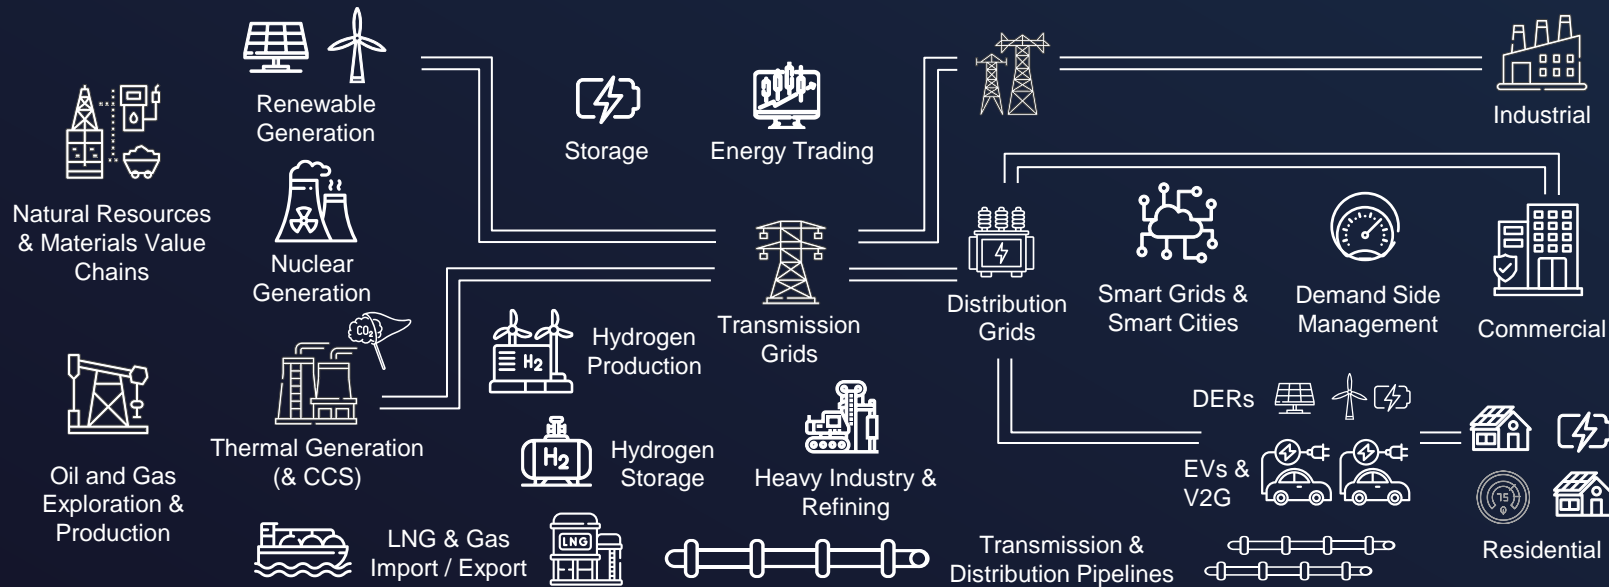 Renewable
Generation
Storage
Energy Trading
Industrial
Natural Resources
& Materials Value
Chains
Nuclear
Generation
CO2
Transmission
Grids
Distribution
Grids
Smart Grids &
Smart Cities
Demand Side
Management
Commercial
H2
Hydrogen
Production
Thermal Generation
(& CCS)
H2
Hydrogen
Storage
Heavy Industry &
Refining
DERs
EVs &
V2G
75
Residential
Oil and Gas
Exploration &
Production
LNG & Gas
Import / Export
LNG
Transmission &
Distribution Pipelines